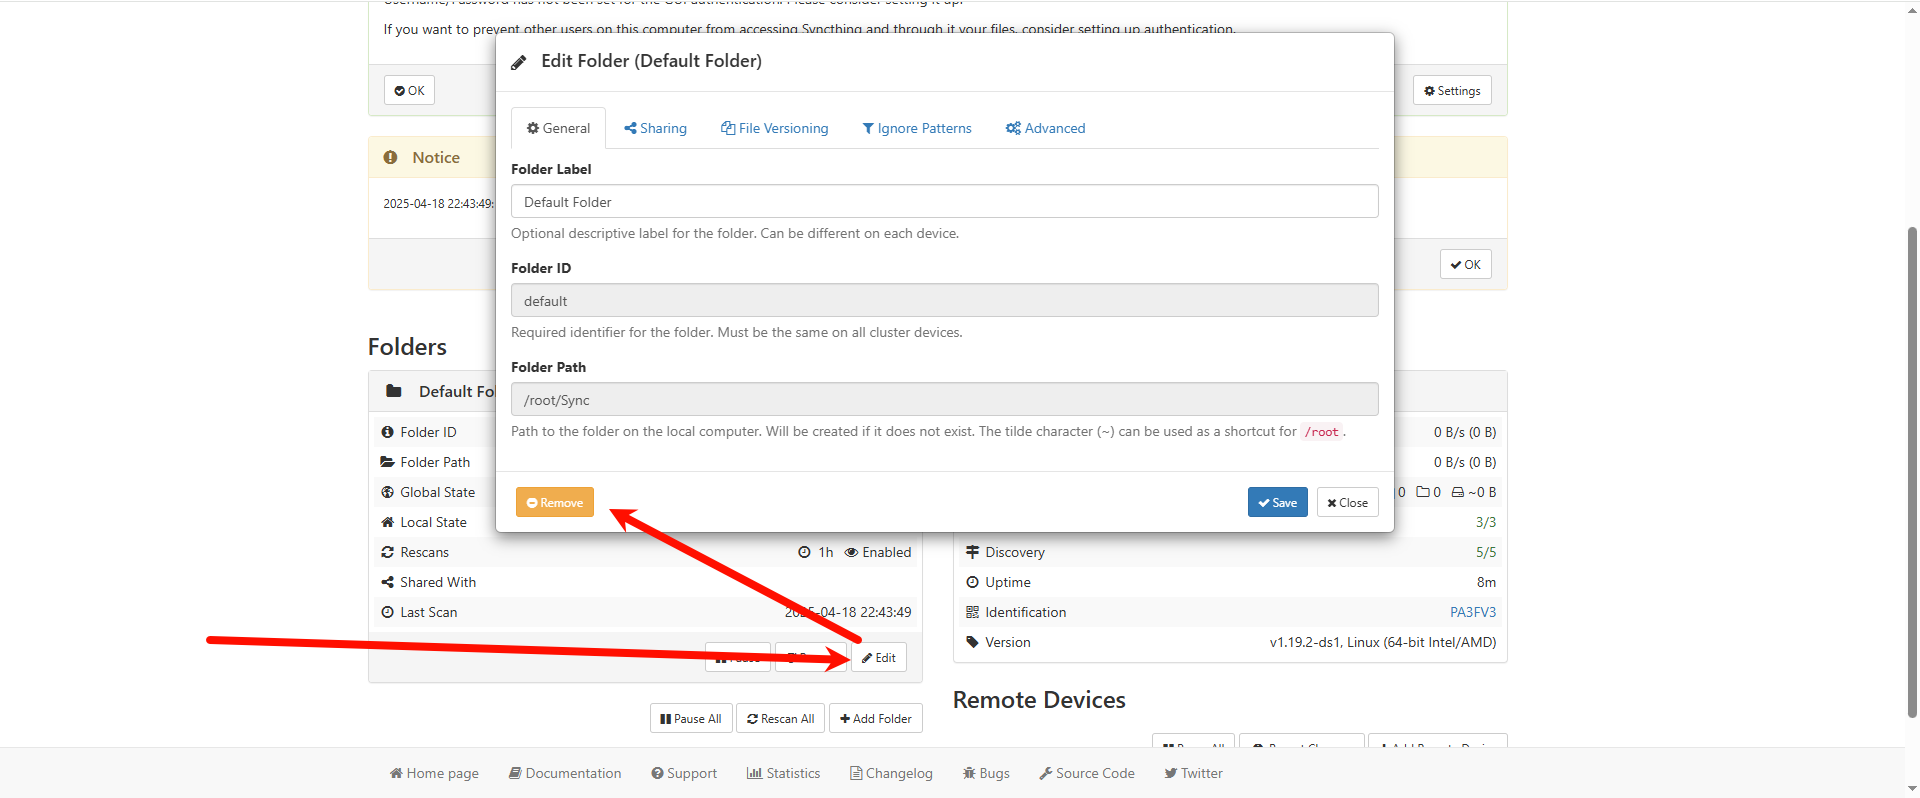 If you want to prevent other users on this computer from accessing Syncthing and through it your files, consider setting up authentication.
OK
Settings
Notice
2025-04-18 22:43:49:
OK
Edit Folder (Default Folder)
General
Sharing
File Versioning
Ignore Patterns
Advanced
Folder Label
Default Folder
Optional descriptive label for the folder. Can be different on each device.
Folder ID
default
Required identifier for the folder. Must be the same on all cluster devices.
Folder Path
/root/Sync
Path to the folder on the local computer. Will be created if it does not exist. The tilde character (~) can be used as a shortcut for /root.
Remove
Save
Close
Folders
Default Fo
Folder ID
Folder Path
Global State
Local State
Rescans 1h Enabled
Shared With
Last Scan 2025-04-18 22:43:49
Edit
Pause All
Rescan All
Add Folder
0 B/s (0 B)
0 B/s (0 B)
0 0 ~0 B
3/3
Discovery 5/5
Uptime 8m
Identification PA3FV3
Version v1.19.2-ds1, Linux (64-bit Intel/AMD)
Remote Devices
Home page
Documentation
Support
Statistics
Changelog
Bugs
Source Code
Twitter